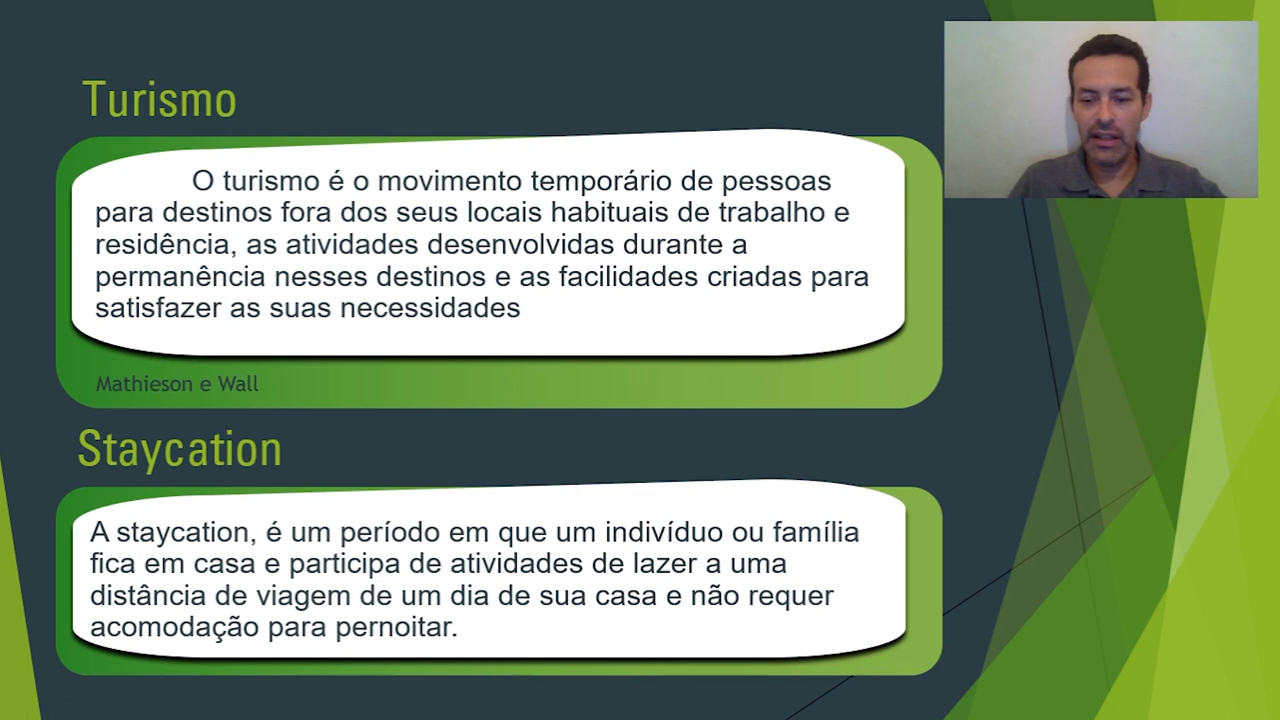 Turismo
O turismo é o movimento temporário de pessoas
para destinos fora dos seus locais habituais de trabalho e
residência, as atividades desenvolvidas durante a
permanência nesses destinos e as facilidades criadas para
satisfazer as suas necessidades
Mathieson e Wall
Staycation
A staycation, é um período em que um indivíduo ou família
fica em casa e participa de atividades de lazer a uma
distância de viagem de um dia de sua casa e não requer
acomodação para pernoitar.